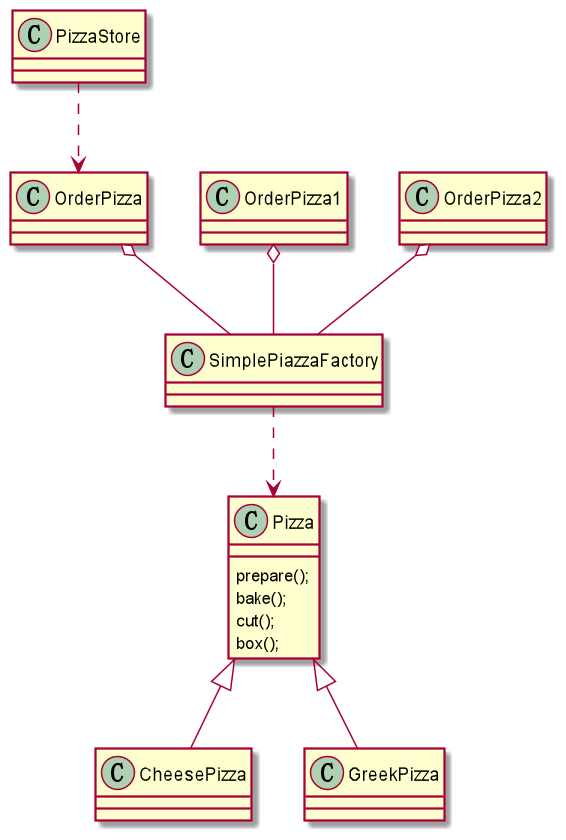 C PizzaStore
C OrderPizza
C OrderPizza1
C OrderPizza2
C SimplePiazzaFactory
C Pizza
prepare();
bake();
cut();
box();
C CheesePizza
C GreekPizza